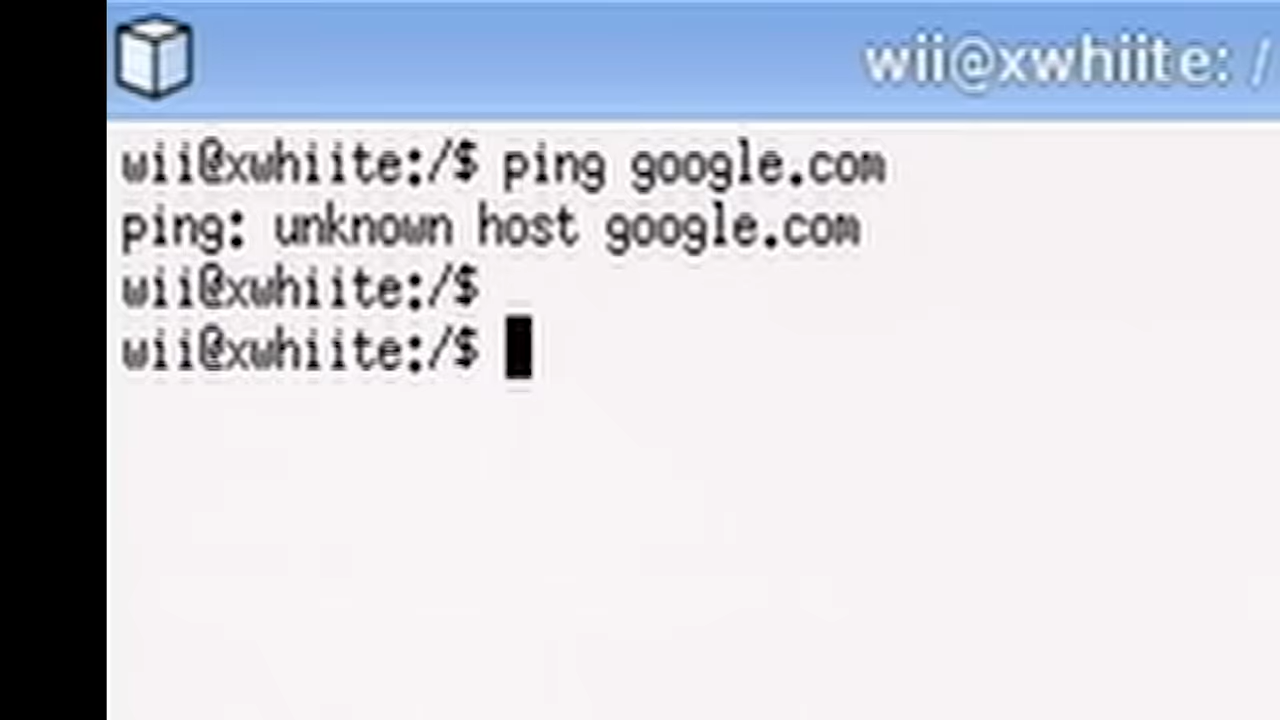 wii@xwhiite: /
wii@xwhiite:/$ ping google.com
ping: unknown host google.com
wii@xwhiite:/$
wii@xwhiite:/$